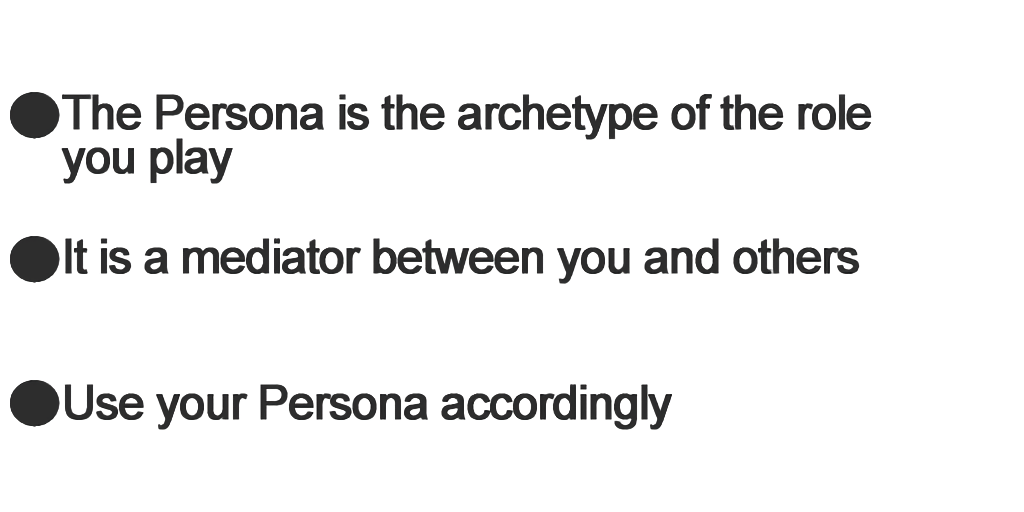 The Persona is the archetype of the role
you play
It is a mediator between you and others
Use your Persona accordingly